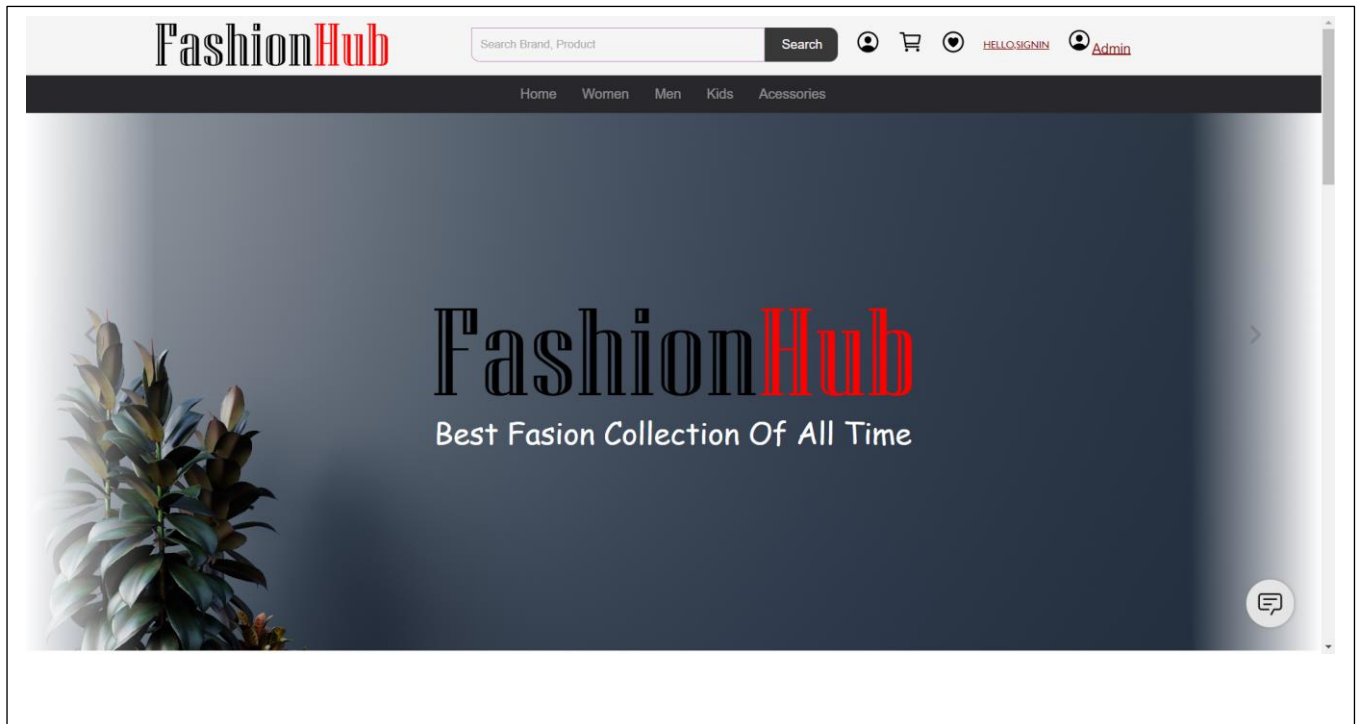 FashionHub
Search Brand, Product Search HELLO,SIGNIN Admin
Home Women Men Kids Acessories
FashionHub
Best Fasion Collection Of All Time